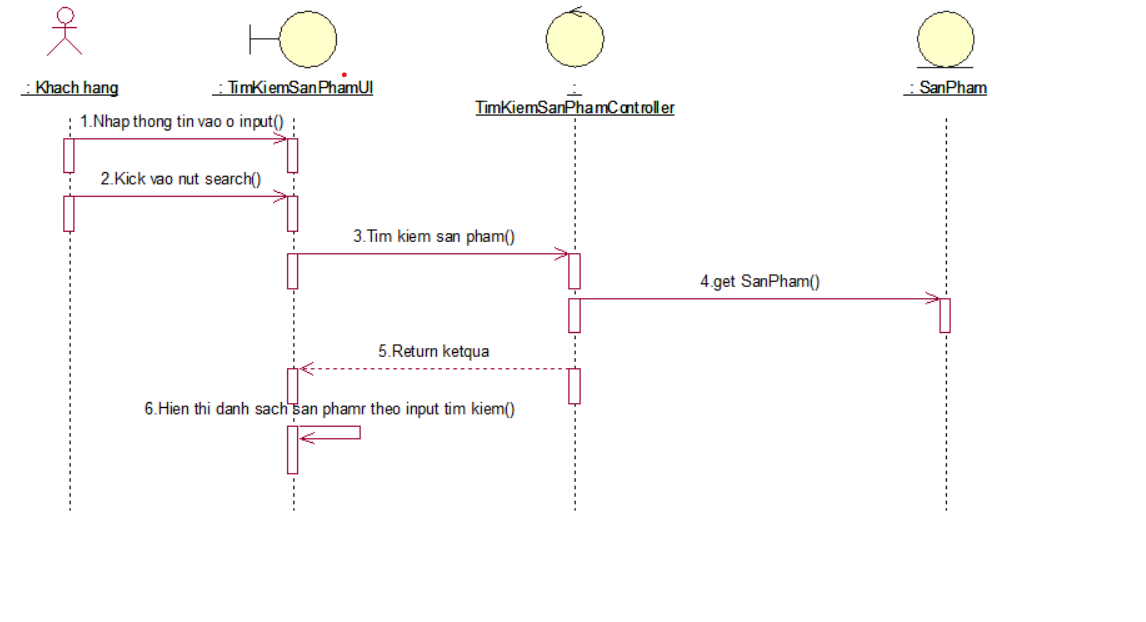 : Khach hang
: TimKiemSanPhamUI
:
TimKiemSanPhamController
: SanPham
1.Nhap thong tin vao o input()
2.Kick vao nut search()
3.Tim kiem san pham()
4.get SanPham()
5.Return ketqua
6.Hien thi danh sach san phamr theo input tim kiem()